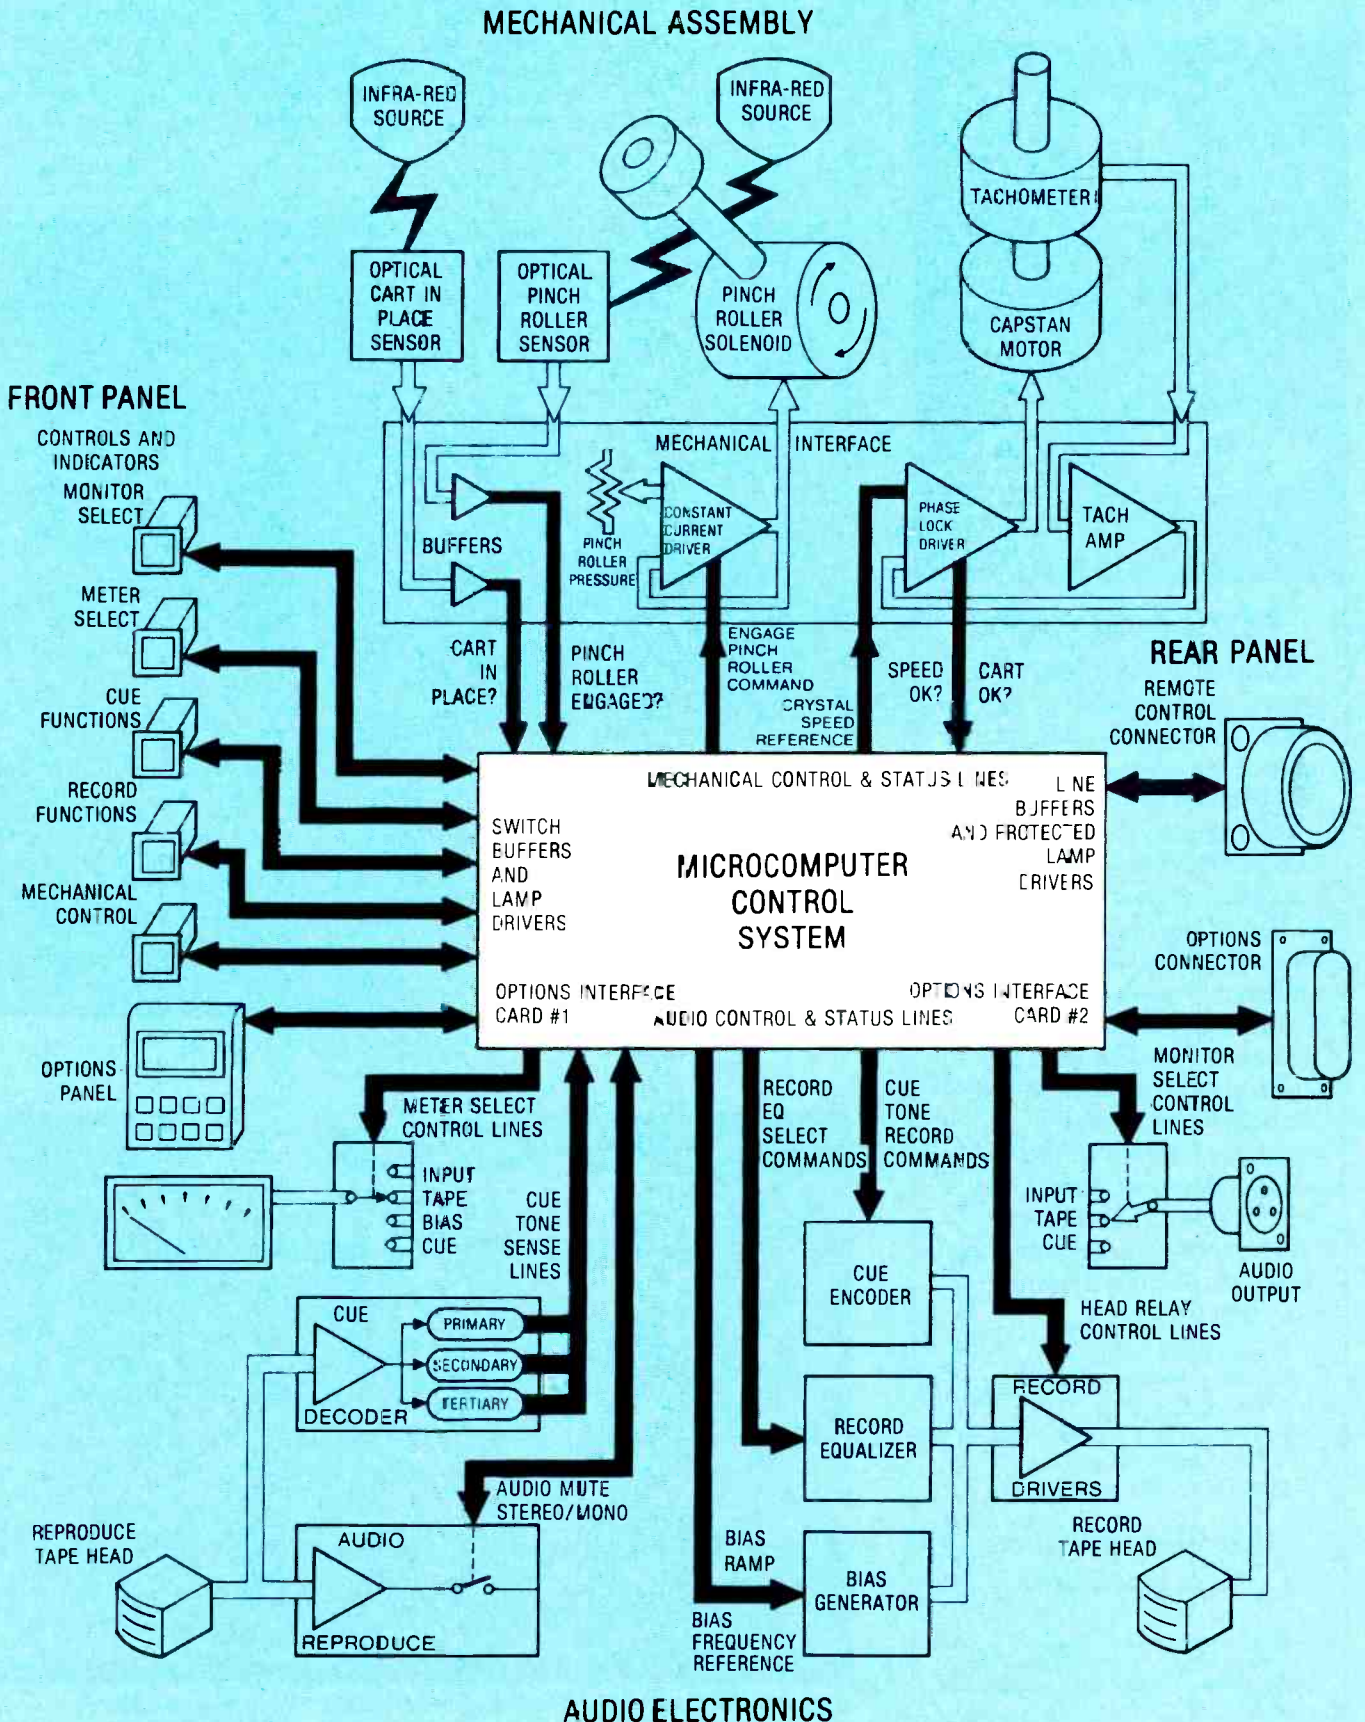 MECHANICAL ASSEMBLY
INFRA-RED
SOURCE
INFRA-RED
SOURCE
TACHOMETER
OPTICAL
CART IN
PLACE
SENSOR
OPTICAL
PINCH
ROLLER
SENSOR
PINCH
ROLLER
SOLENOID
CAPSTAN
MOTOR
FRONT PANEL
CONTROLS AND
INDICATORS
MONITOR
SELECT
METER
SELECT
CUE
FUNCTIONS
RECORD
FUNCTIONS
MECHANICAL
CONTROL
OPTIONS
PANEL
MECHANICAL INTERFACE
BUFFERS
PINCH
ROLLER
PRESSURE
CONSTANT
CURRENT
DRIVER
PHASE
LOCK
DRIVER
TACH
AMP
CART
IN
PLACE?
PINCH
ROLLER
ENGAGED?
ENGAGE
PINCH
ROLLER
COMMAND
CRYSTAL
SPEED
REFERENCE
SPEED
OK?
CART
OK?
REAR PANEL
REMOTE
CONTROL
CONNECTOR
OPTIONS
CONNECTOR
MECHANICAL CONTROL & STATUS LINES
SWITCH
BUFFERS
AND
LAMP
DRIVERS
MICROCOMPUTER
CONTROL
SYSTEM
LINE
BUFFERS
AND PROTECTED
LAMP
DRIVERS
OPTIONS INTERFACE
CARD #1
AUDIO CONTROL & STATUS LINES
OPTIONS INTERFACE
CARD #2
METER SELECT
CONTROL LINES
INPUT
TAPE
BIAS
CUE
CUE
TONE
SENSE
LINES
RECORD
EQ
SELECT
COMMANDS
CUE
TONE
RECORD
COMMANDS
MONITOR
SELECT
CONTROL
LINES
INPUT
TAPE
CUE
AUDIO
OUTPUT
CUE
DECODER
PRIMARY
SECONDARY
TERTIARY
CUE
ENCODER
HEAD RELAY
CONTROL LINES
RECORD
EQUALIZER
RECORD
DRIVERS
AUDIO MUTE
STEREO/MONO
REPRODUCE
TAPE HEAD
AUDIO
REPRODUCE
BIAS
RAMP
BIAS
GENERATOR
BIAS
FREQUENCY
REFERENCE
RECORD
TAPE HEAD
AUDIO ELECTRONICS